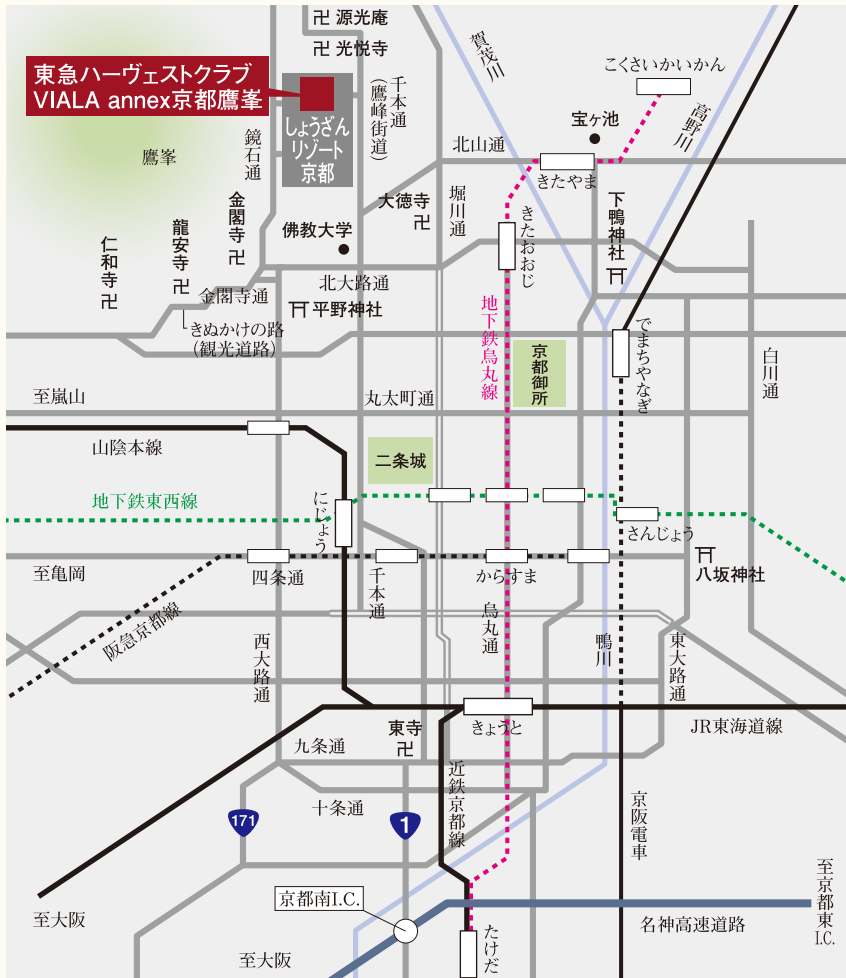 卍 源光庵
卍 光悦寺
東急ハーヴェストクラブ
VIALA annex京都鷹峯
しょうざん
リゾート
京都
千本通
(鷹峰街道)
鏡石通
鷹峯
賀茂川
こくさいかいかん
高野川
宝ヶ池
北山通
きたやま
堀川通
大徳寺卍
きたおおじ
下鴨神社
金閣寺卍
龍安寺卍
仁和寺卍
佛教大学
北大路通
金閣寺通
平野神社
きぬかけの路
(観光道路)
地下鉄烏丸線
京都御所
でまちやなぎ
白川通
至嵐山
丸太町通
山陰本線
二条城
地下鉄東西線
にじょう
さんじょう
至亀岡
四条通
千本通
からすま
八坂神社
阪急京都線
西大路通
烏丸通
鴨川
東大路通
きょうと
JR東海道線
九条通
東寺卍
近鉄京都線
十条通
171
1
京阪電車
至大阪
京都南I.C.
至大阪
たけだ
名神高速道路
至京都東I.C.